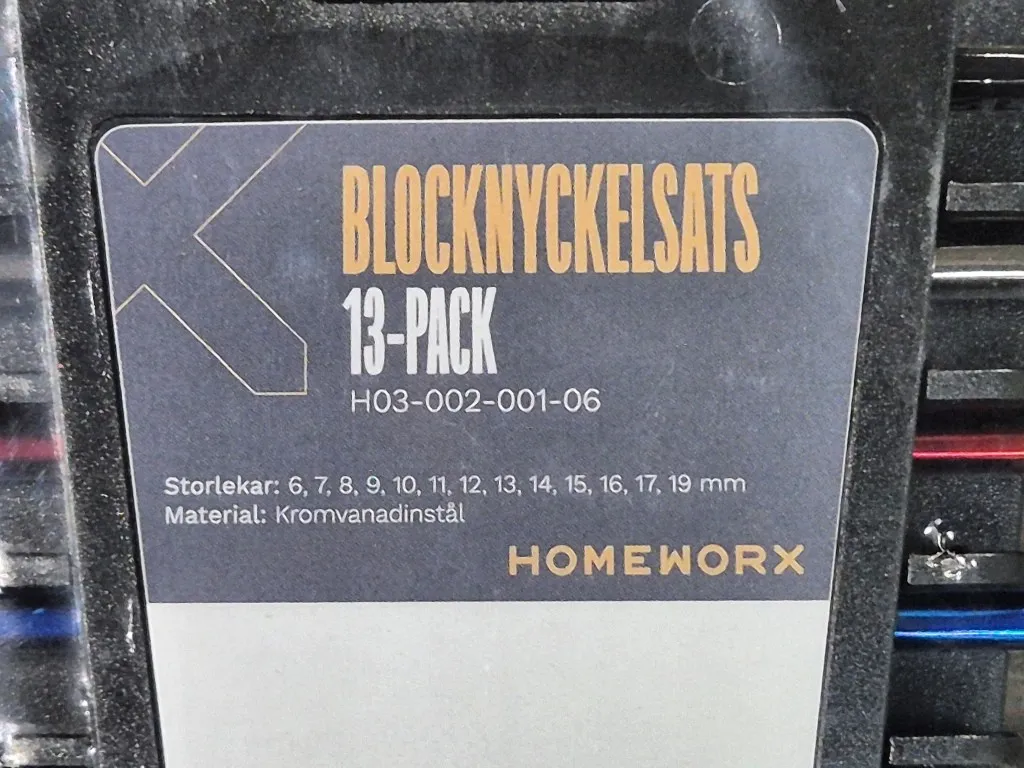 BLOCKNYCKELSATS
13-PACK
H03-002-001-06
Storlekar: 6, 7, 8, 9, 10, 11, 12, 13, 14, 15, 16, 17, 19 mm
Material: Kromvanadinstål
HOMEWORX